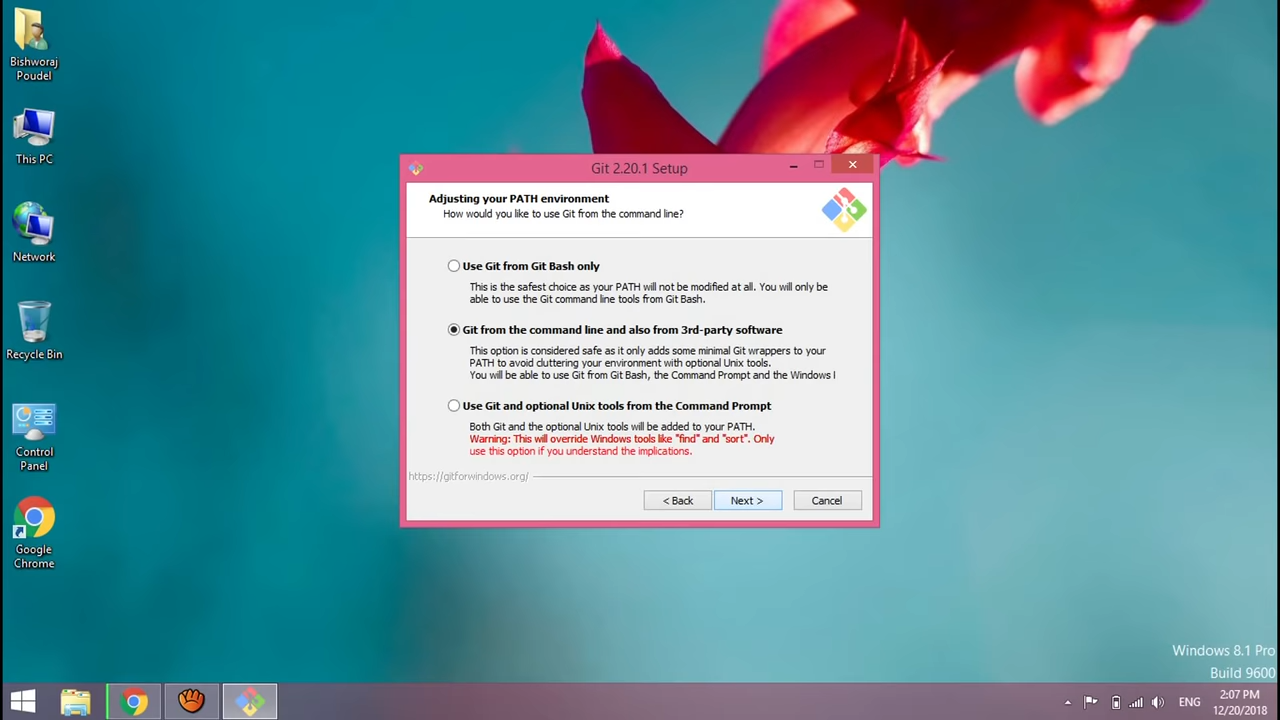 Bishworaj
Poudel
This PC
Network
Recycle Bin
Control
Panel
Google
Chrome
Git 2.20.1 Setup
Adjusting your PATH environment
How would you like to use Git from the command line?
Use Git from Git Bash only
This is the safest choice as your PATH will not be modified at all. You will only be
able to use the Git command line tools from Git Bash.
Git from the command line and also from 3rd-party software
This option is considered safe as it only adds some minimal Git wrappers to your
PATH to avoid cluttering your environment with optional Unix tools.
You will be able to use Git from Git Bash, the Command Prompt and the Windows
Use Git and optional Unix tools from the Command Prompt
Both Git and the optional Unix tools will be added to your PATH.
Warning: This will override Windows tools like "find" and "sort". Only
use this option if you understand the implications.
https://gitforwindows.org/
< Back
Next >
Cancel
Windows 8.1 Pro
Build 9600
ENG
2:07 PM
12/20/2018